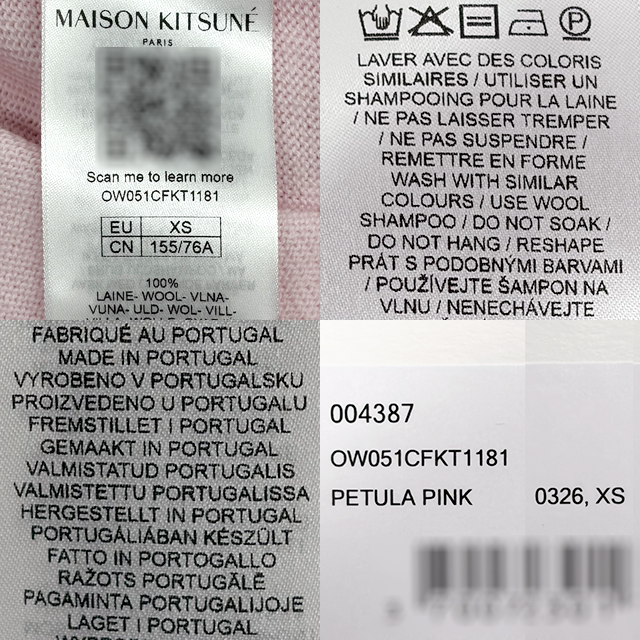 MAISON KITSUNÉ
PARIS
Scan me to learn more
OW051CFKT1181
EU XS
CN 155/76A
100%
LAINE- WOOL- VLNA-
VUNA- ULD- WOL- VILL-
LAVER AVEC DES COLORIS
SIMILAIRES / UTILISER UN
SHAMPOOING POUR LA LAINE
/ NE PAS LAISSER TREMPER
/ NE PAS SUSPENDRE /
REMETTRE EN FORME
WASH WITH SIMILAR
COLOURS / USE WOOL
SHAMPOO / DO NOT SOAK /
DO NOT HANG / RESHAPE
PRÁT S PODOBNÝMI BARVAMI
/ POUŽÍVEJTE ŠAMPON NA
VLNU / NENECHÁVEJTE
FABRIQUÉ AU PORTUGAL
MADE IN PORTUGAL
VYROBENO V PORTUGALSKU
PROIZVEDENO U PORTUGALU
FREMSTILLET I PORTUGAL
GEMAAKT IN PORTUGAL
VALMISTATUD PORTUGALIS
VALMISTETTU PORTUGALISSA
HERGESTELLT IN PORTUGAL
PORTUGÁLIÁBAN KÉSZÜLT
FATTO IN PORTOGALLO
RAŽOTS PORTUGĀLĒ
PAGAMINTA PORTUGALIJOJE
LAGET I PORTUGAL
004387
OW051CFKT1181
PETULA PINK 0326, XS